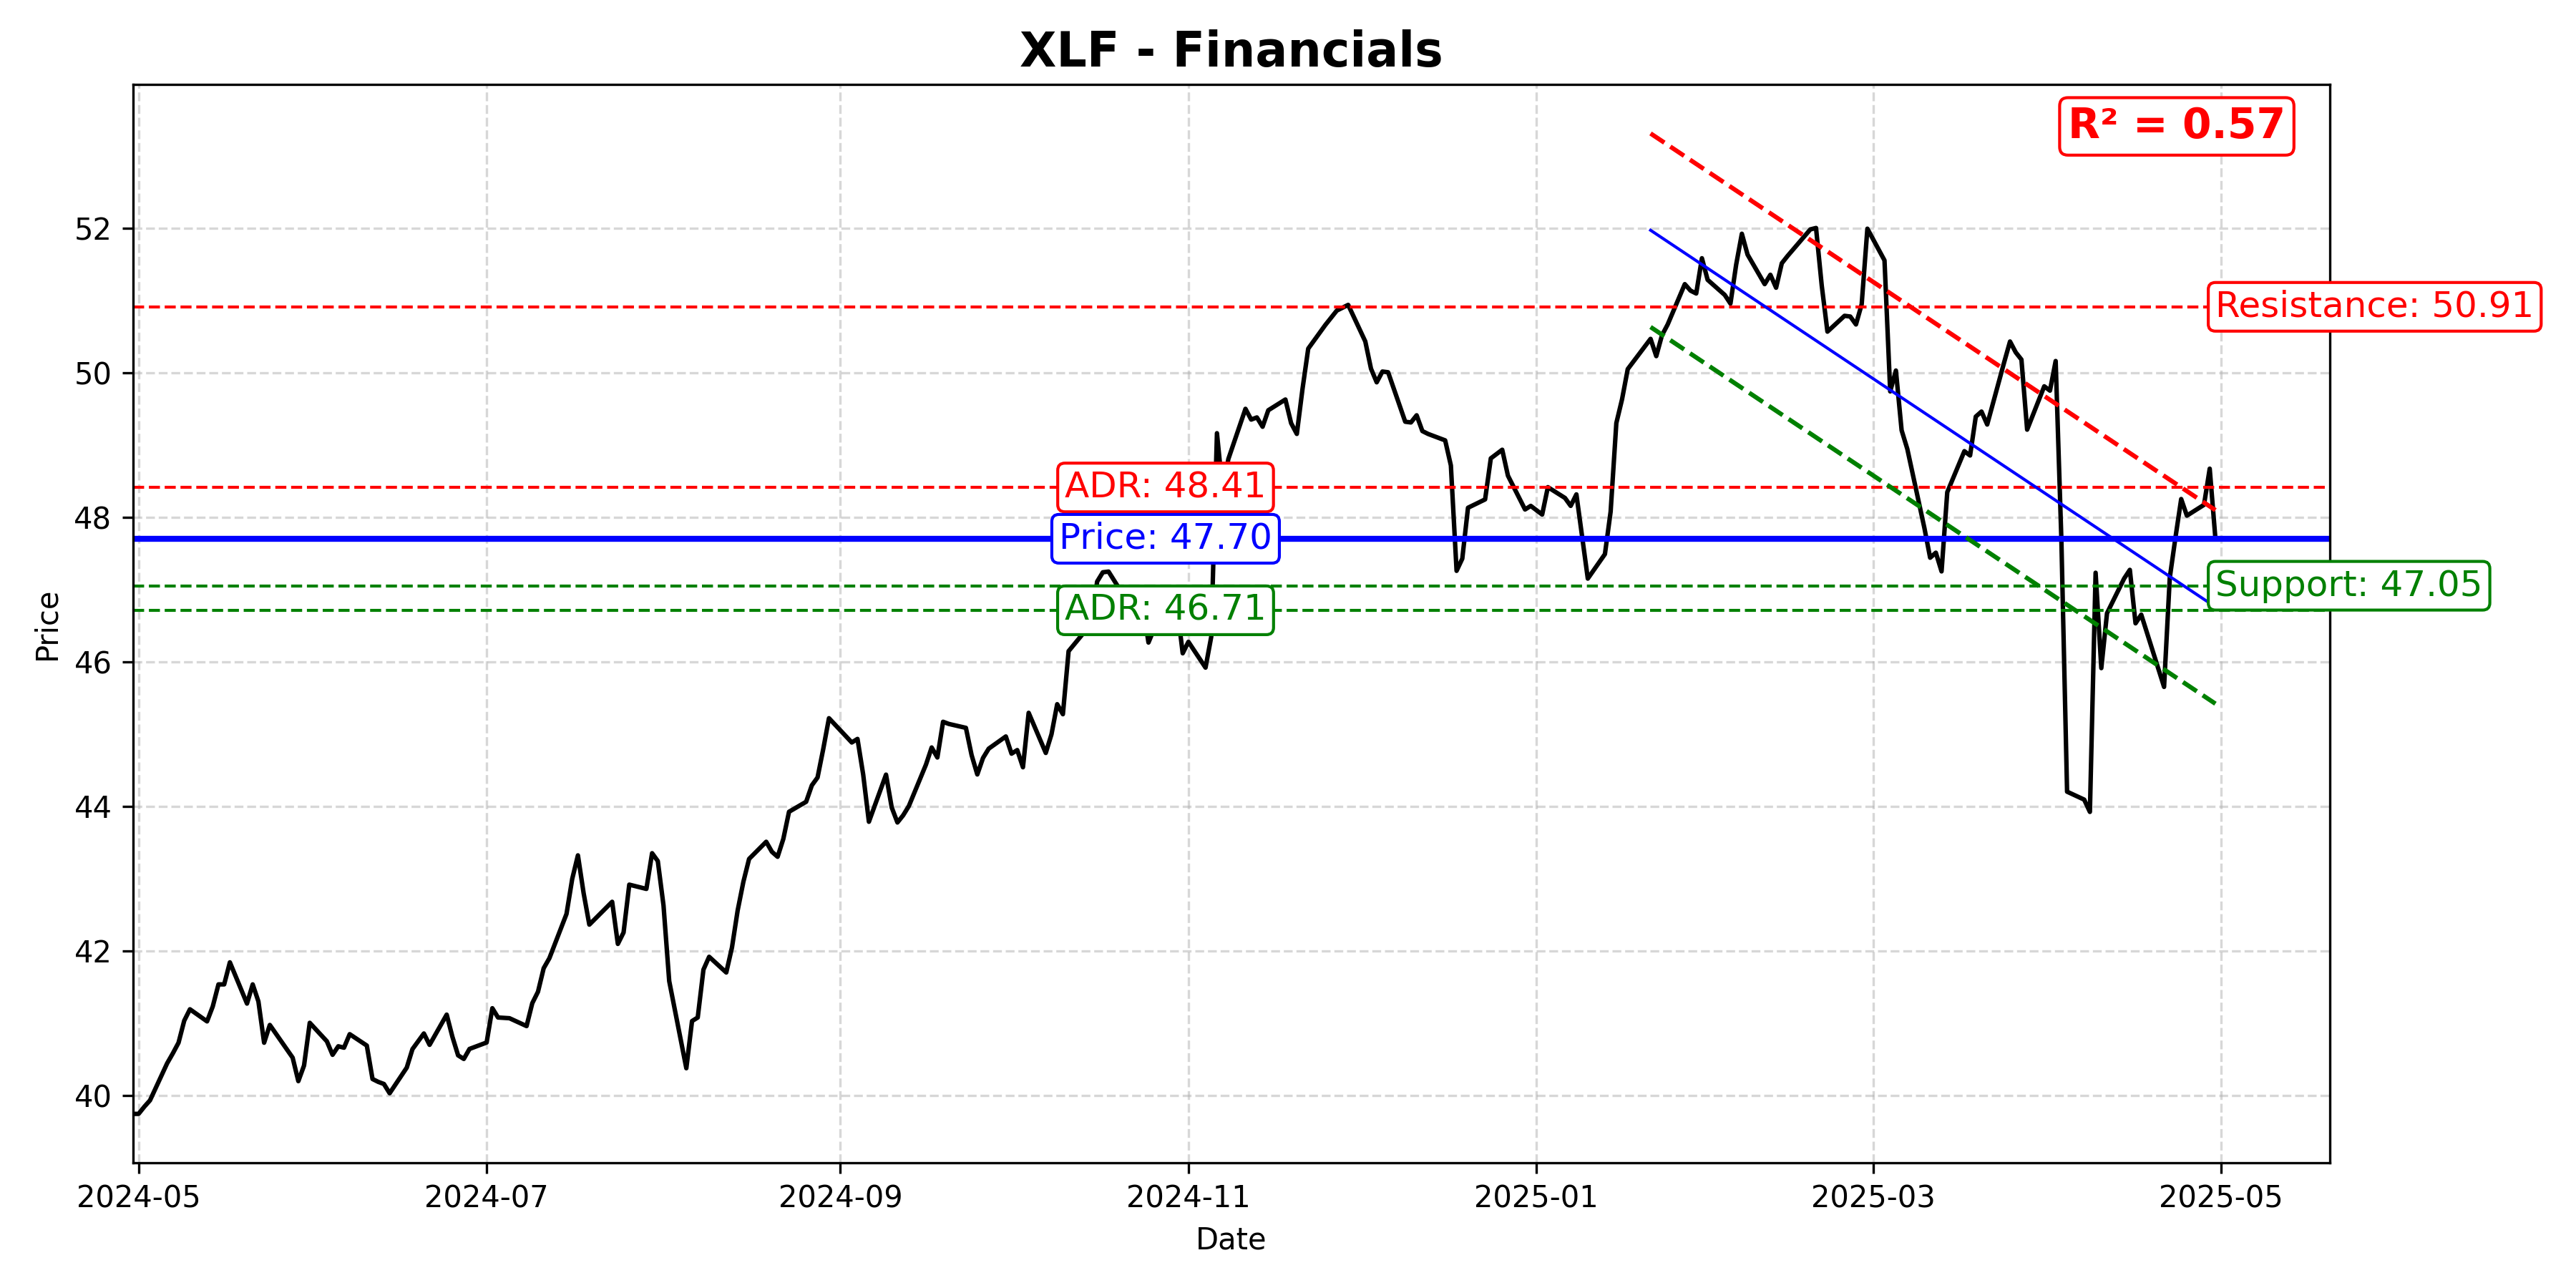 XLF - Financials
R² = 0.57
52
50
48
46
44
42
40
Price
Resistance: 50.91
ADR: 48.41
Price: 47.70
Support: 47.05
ADR: 46.71
2024-05
2024-07
2024-09
2024-11
2025-01
2025-03
2025-05
Date